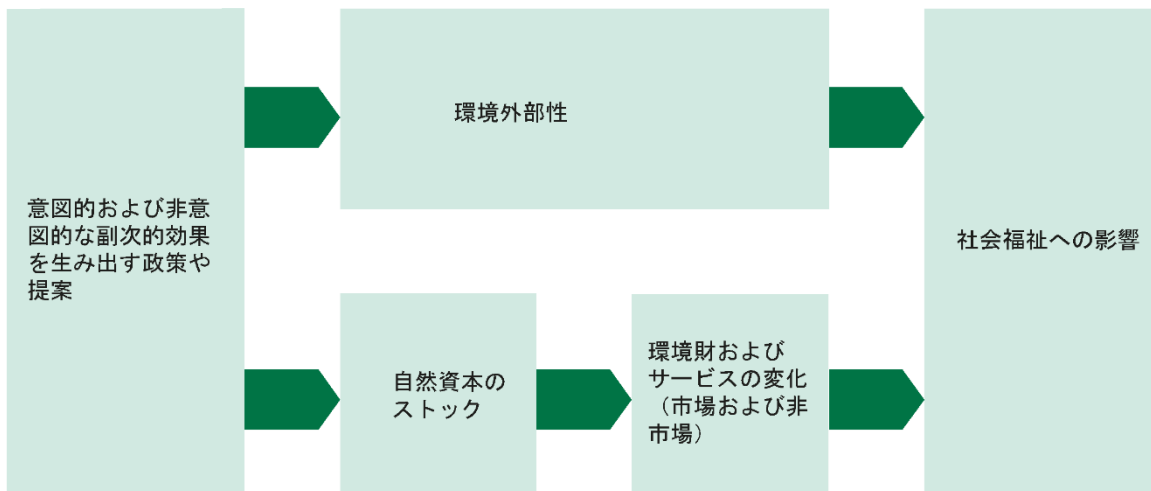 意図的および非意
図的な副次的効果
を生み出す政策や
提案
環境外部性
自然資本の
ストック
環境財および
サービスの変化
（市場および非
市場）
社会福祉への影響